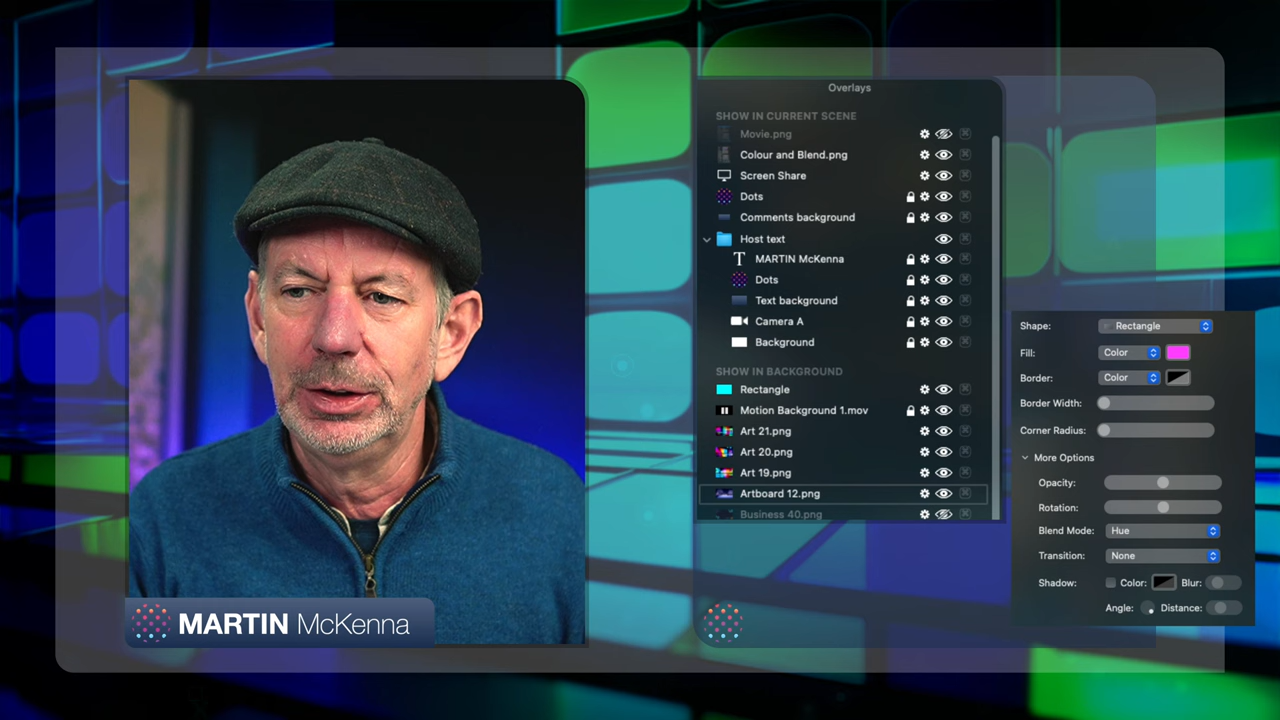 Overlays
SHOW IN CURRENT SCENE
Movie.png
Colour and Blend.png
Screen Share
Dots
Comments background
Host text
T MARTIN McKenna
Dots
Text background
Camera A
Background
SHOW IN BACKGROUND
Rectangle
Motion Background 1.mov
Art 21.png
Art 20.png
Art 19.png
Artboard 12.png
Business 40.png
Shape: Rectangle
Fill: Color
Border: Color
Border Width:
Corner Radius:
More Options
Opacity:
Rotation:
Blend Mode: Hue
Transition: None
Shadow: Color: Blur:
Angle: Distance:
MARTIN McKenna